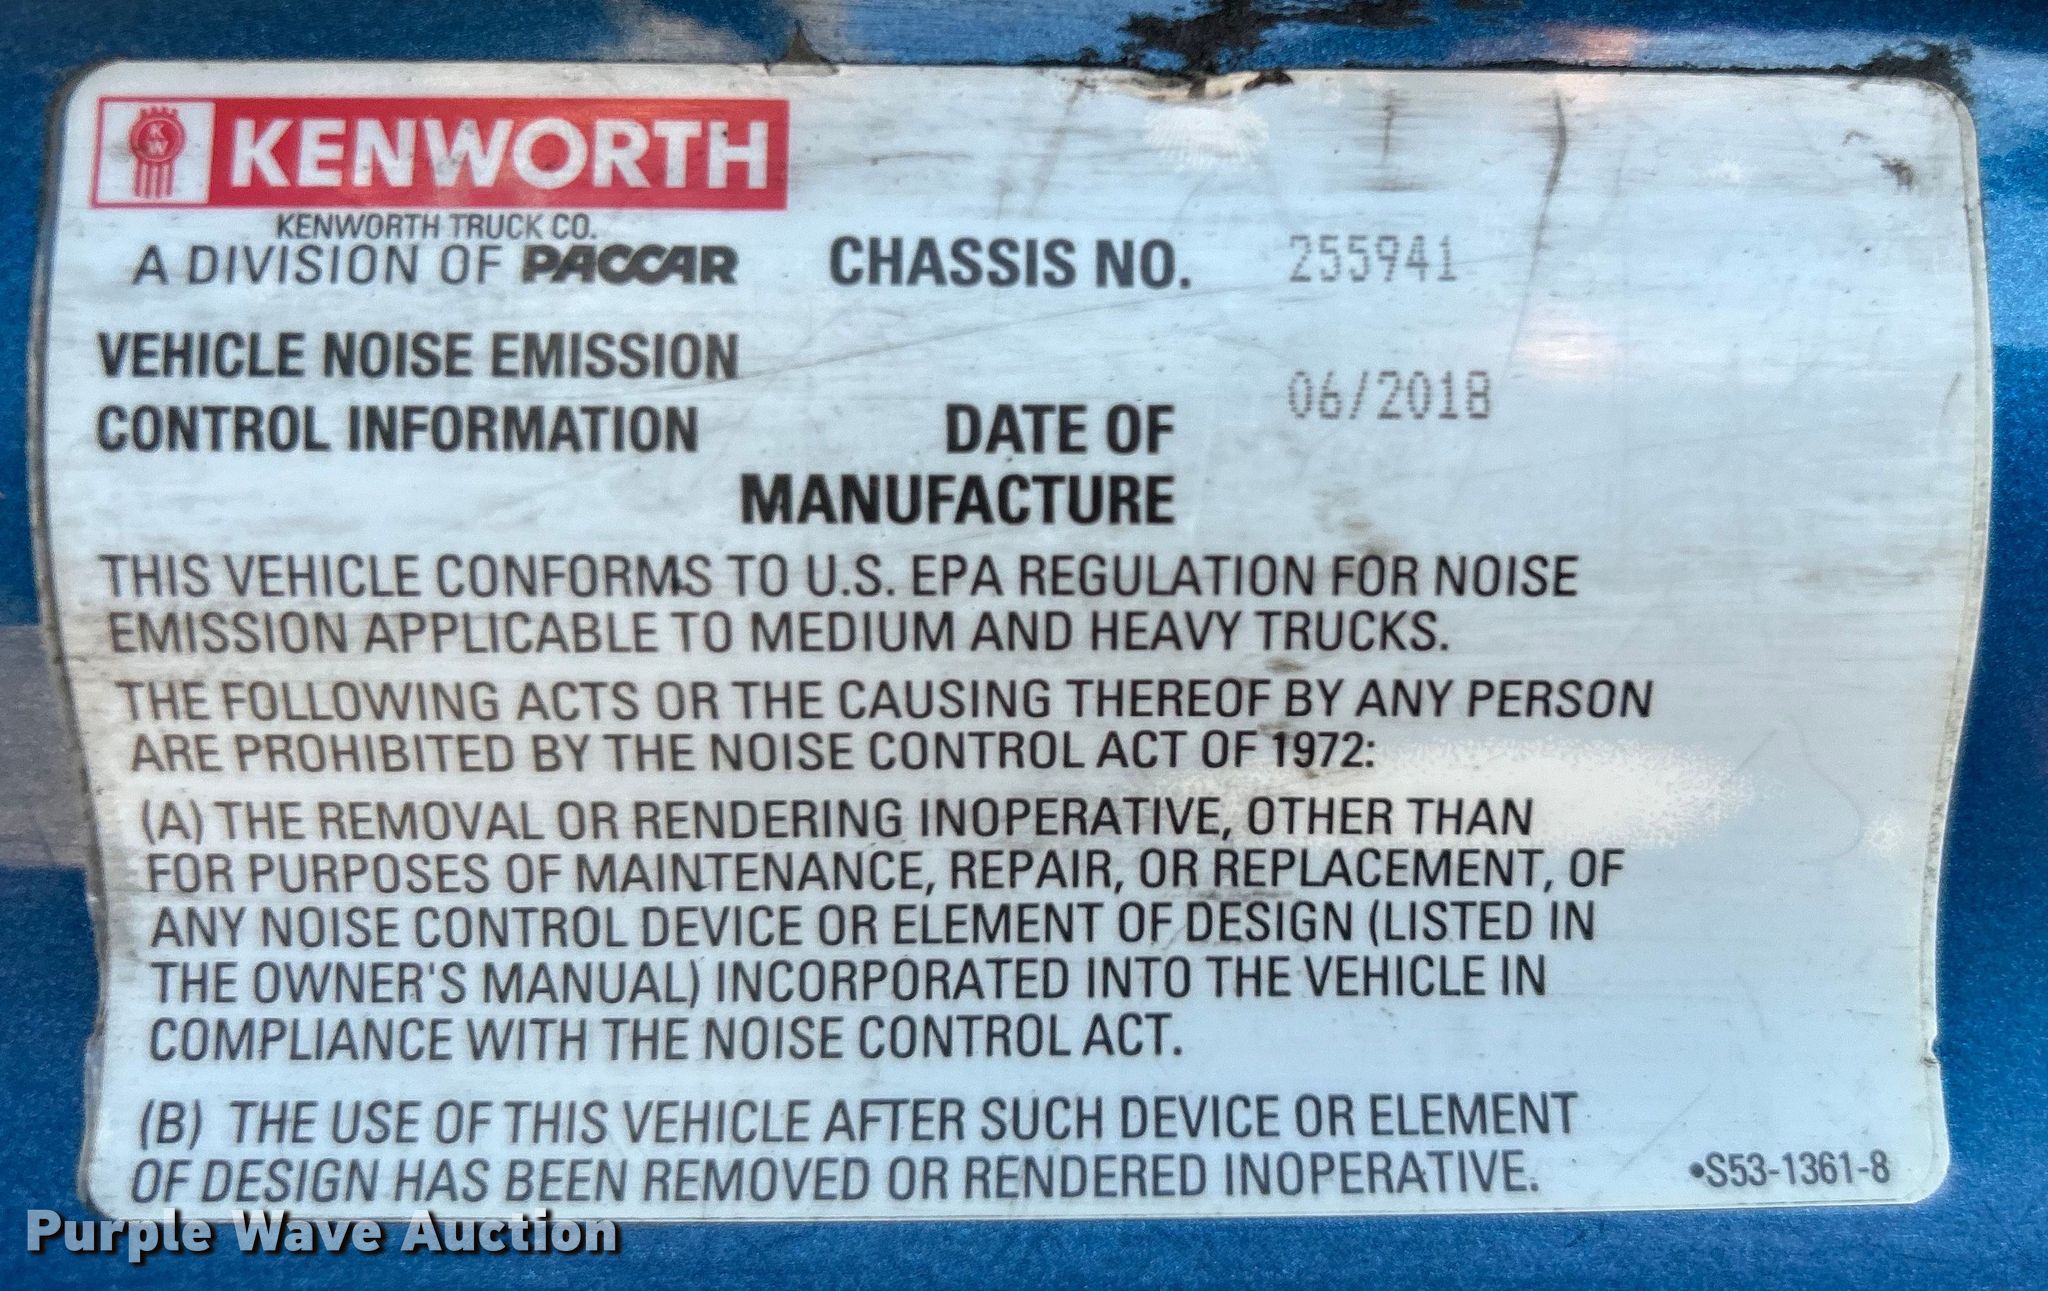 KW
KENWORTH
KENWORTH TRUCK CO.
A DIVISION OF PACCAR
CHASSIS NO. 255941
VEHICLE NOISE EMISSION
CONTROL INFORMATION
DATE OF
MANUFACTURE
06/2018
THIS VEHICLE CONFORMS TO U.S. EPA REGULATION FOR NOISE
EMISSION APPLICABLE TO MEDIUM AND HEAVY TRUCKS.
THE FOLLOWING ACTS OR THE CAUSING THEREOF BY ANY PERSON
ARE PROHIBITED BY THE NOISE CONTROL ACT OF 1972:
(A) THE REMOVAL OR RENDERING INOPERATIVE, OTHER THAN
FOR PURPOSES OF MAINTENANCE, REPAIR, OR REPLACEMENT, OF
ANY NOISE CONTROL DEVICE OR ELEMENT OF DESIGN (LISTED IN
THE OWNER'S MANUAL) INCORPORATED INTO THE VEHICLE IN
COMPLIANCE WITH THE NOISE CONTROL ACT.
(B) THE USE OF THIS VEHICLE AFTER SUCH DEVICE OR ELEMENT
OF DESIGN HAS BEEN REMOVED OR RENDERED INOPERATIVE.
•S53-1361-8
Purple Wave Auction